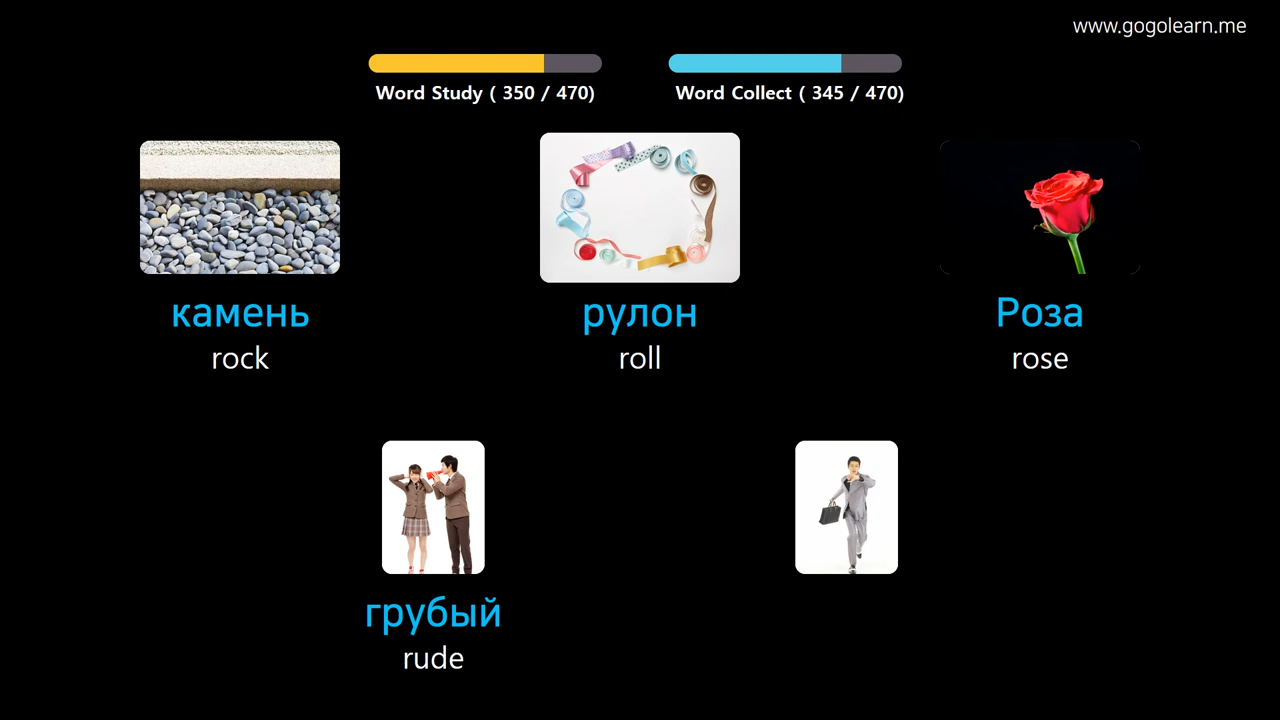 www.gogolearn.me
Word Study ( 350 / 470)
Word Collect ( 345 / 470)
камень
rock
рулон
roll
Роза
rose
грубый
rude